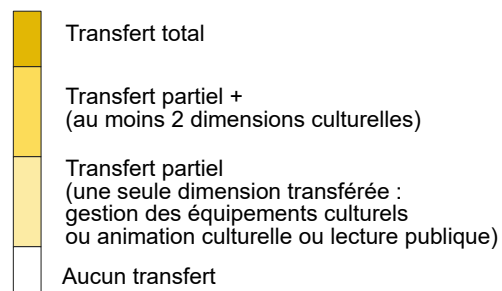 Transfert total
Transfert partiel +
(au moins 2 dimensions culturelles)
Transfert partiel
(une seule dimension transférée :
gestion des équipements culturels
ou animation culturelle ou lecture publique)
Aucun transfert